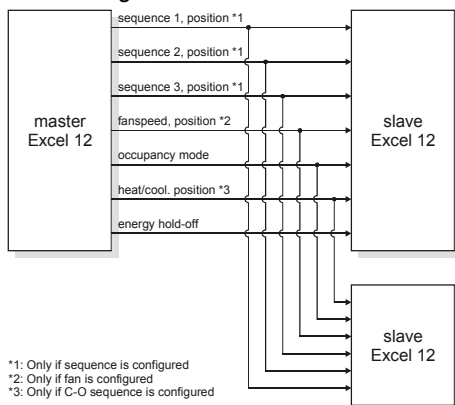 sequence 1, position *1
sequence 2, position *1
sequence 3, position *1
master
Excel 12
fanspeed, position *2
slave
Excel 12
occupancy mode
heat/cool. position *3
energy hold-off
slave
Excel 12
*1: Only if sequence is configured
*2: Only if fan is configured
*3: Only if C-O sequence is configured